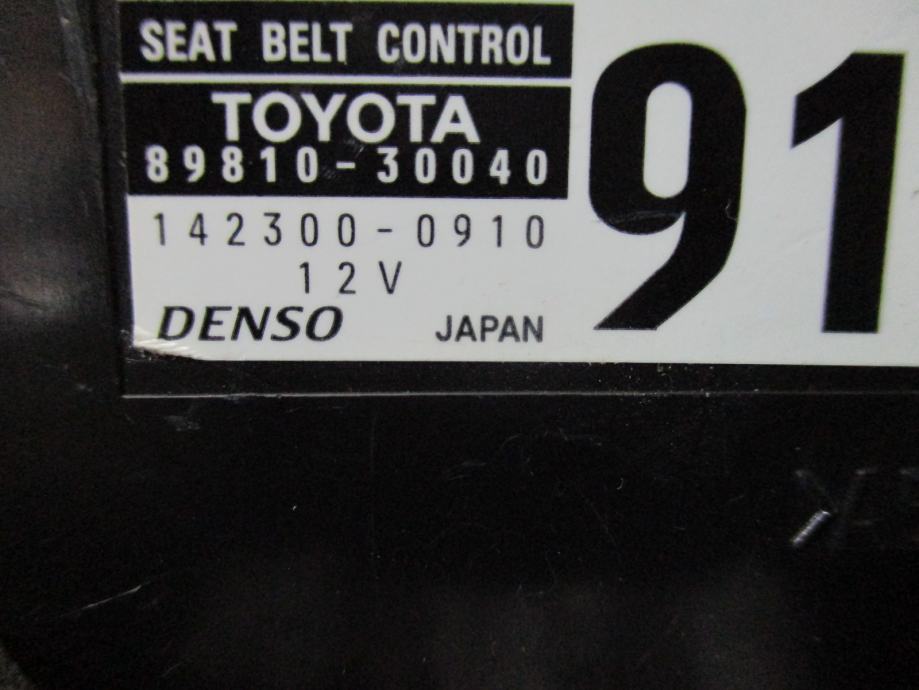 SEAT BELT CONTROL
TOYOTA
89810-30040
142300-0910
12V
DENSO JAPAN
91